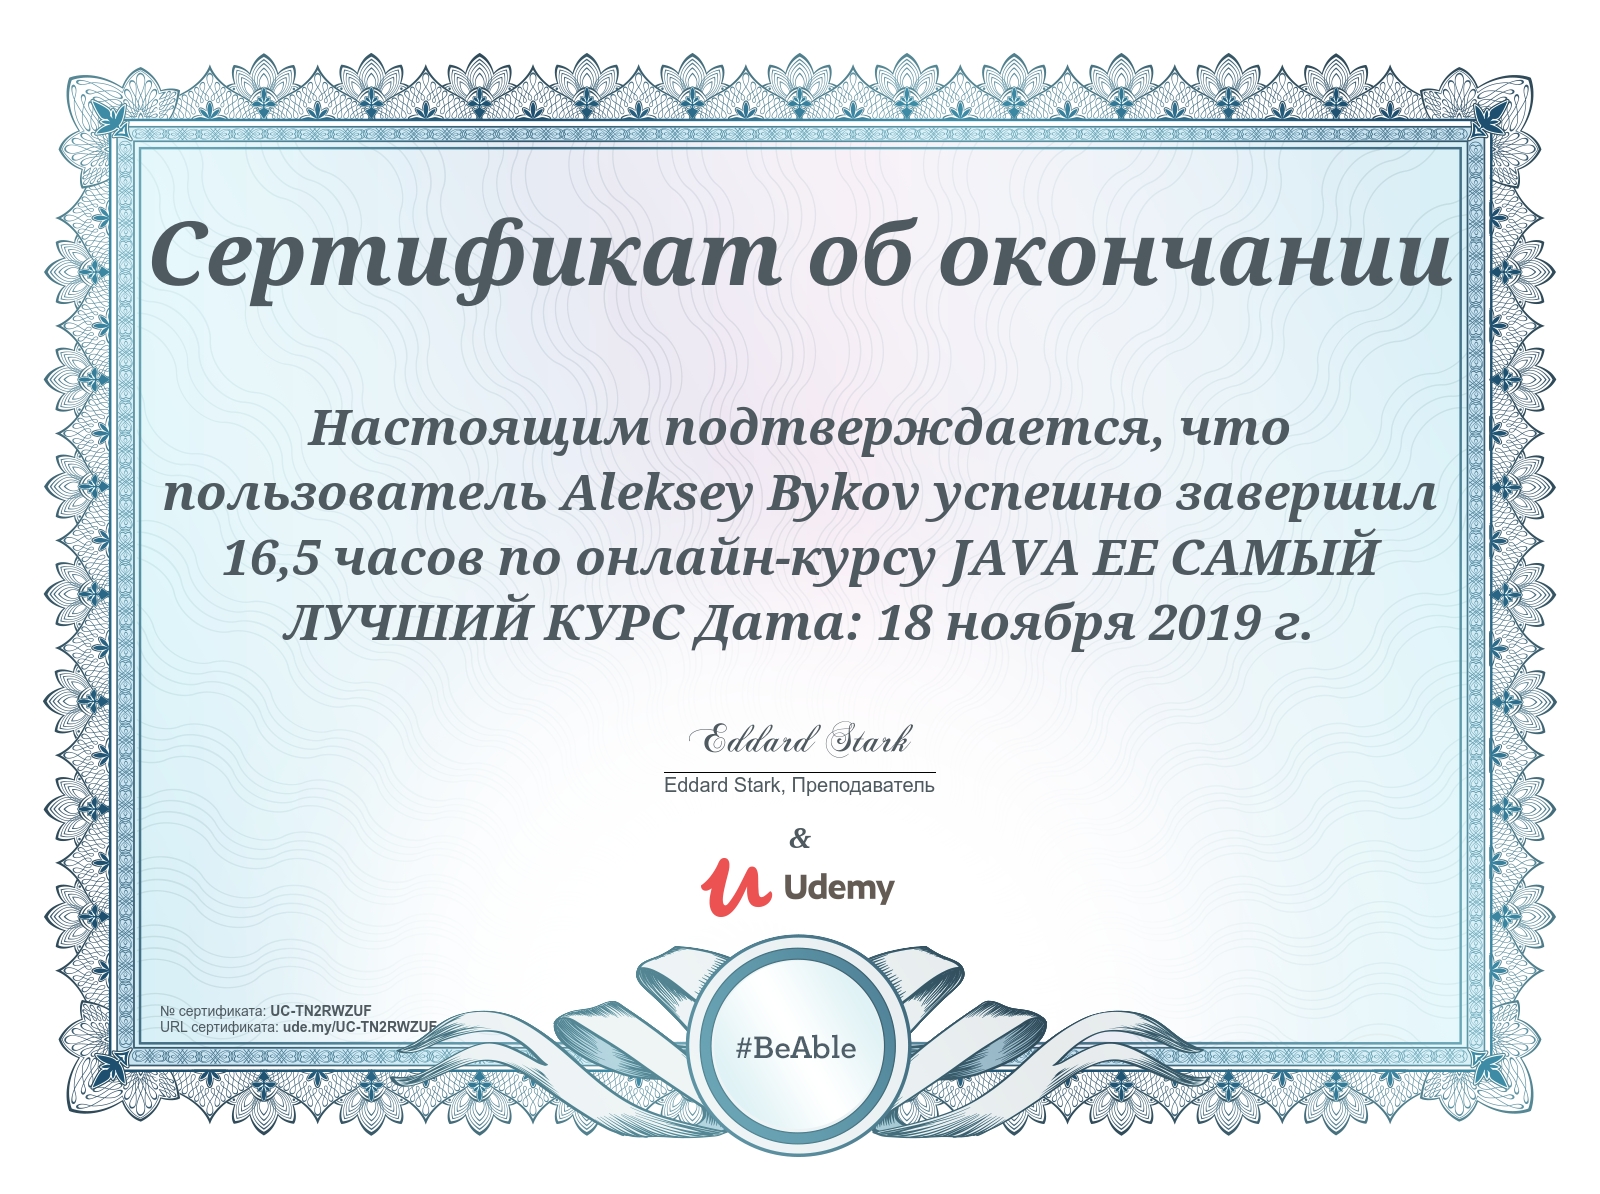 Сертификат об окончании
Настоящим подтверждается, что
пользователь Aleksey Bykov успешно завершил
16,5 часов по онлайн-курсу JAVA EE САМЫЙ
ЛУЧШИЙ КУРС Дата: 18 ноября 2019 г.
Eddard Stark
Eddard Stark, Преподаватель
&
Udemy
№ сертификата: UC-TN2RWZUF
URL сертификата: ude.my/UC-TN2RWZUF
#BeAble